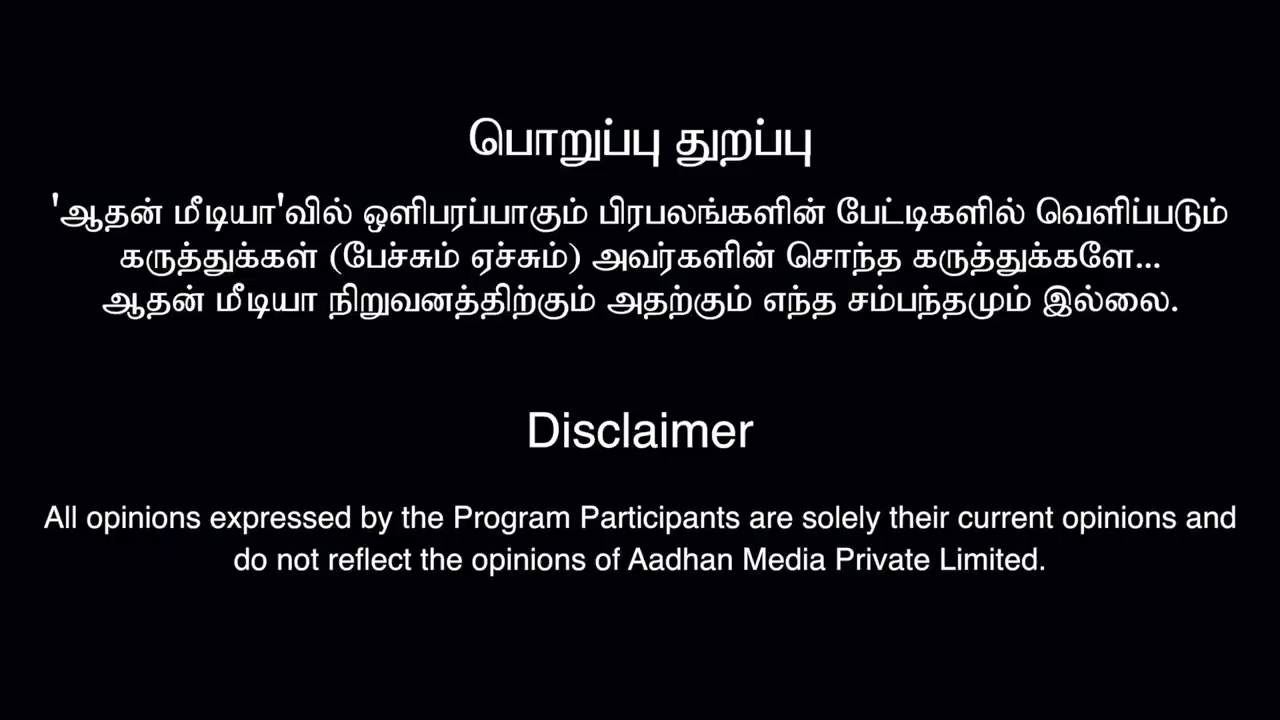 பொறுப்பு துறப்பு
'ஆதன் மீடியா'வில் ஒளிபரப்பாகும் பிரபலங்களின் பேட்டிகளில் வெளிப்படும்
கருத்துக்கள் (பேச்சும் ஏச்சும்) அவர்களின் சொந்த கருத்துக்களே...
ஆதன் மீடியா நிறுவனத்திற்கும் அதற்கும் எந்த சம்பந்தமும் இல்லை.
Disclaimer
All opinions expressed by the Program Participants are solely their current opinions and
do not reflect the opinions of Aadhan Media Private Limited.